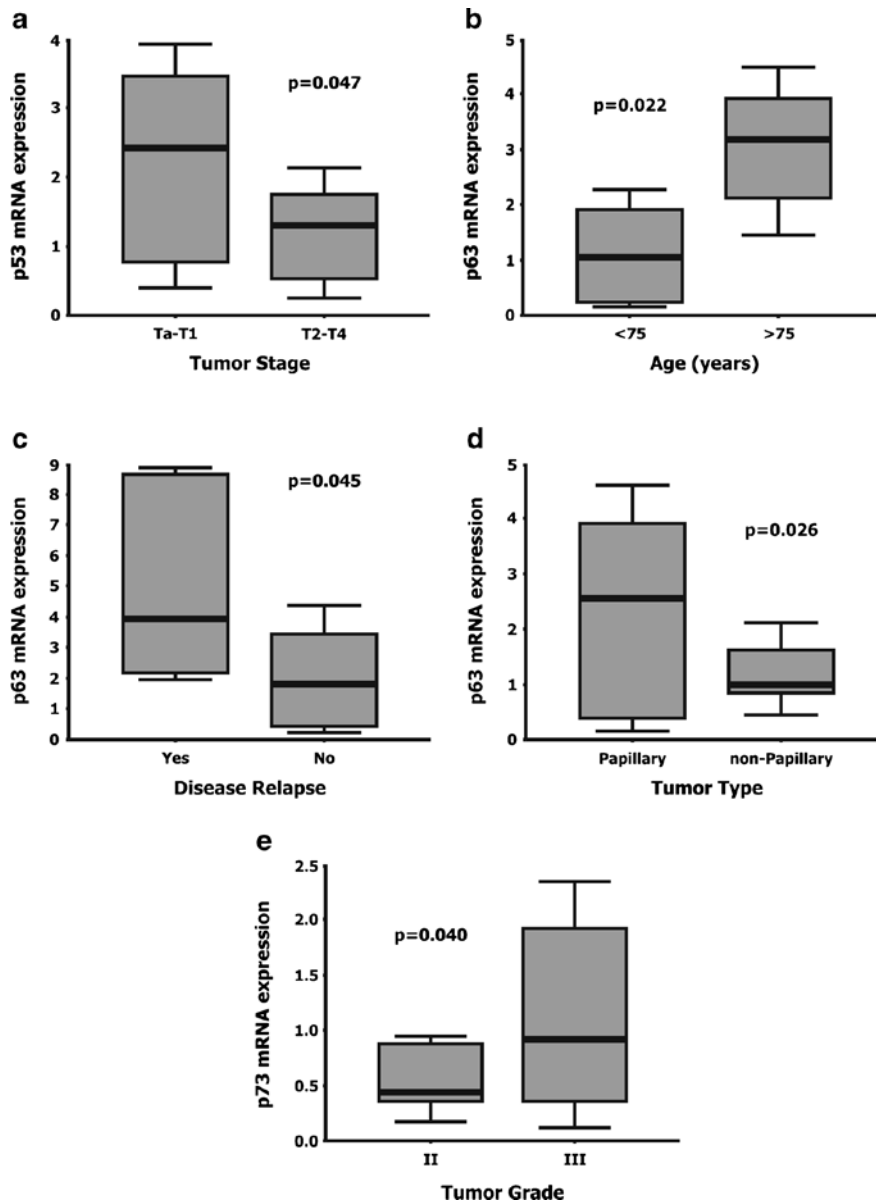 a
p53 mRNA expression
4
3
2
1
0
p=0.047
Ta-T1
T2-T4
Tumor Stage
b
p63 mRNA expression
5
4
3
2
1
0
p=0.022
<75
>75
Age (years)
c
p63 mRNA expression
9
8
7
6
5
4
3
2
1
0
p=0.045
Yes
No
Disease Relapse
d
p63 mRNA expression
5
4
3
2
1
0
p=0.026
Papillary
non-Papillary
Tumor Type
e
p73 mRNA expression
2.5
2.0
1.5
1.0
0.5
0.0
p=0.040
II
III
Tumor Grade